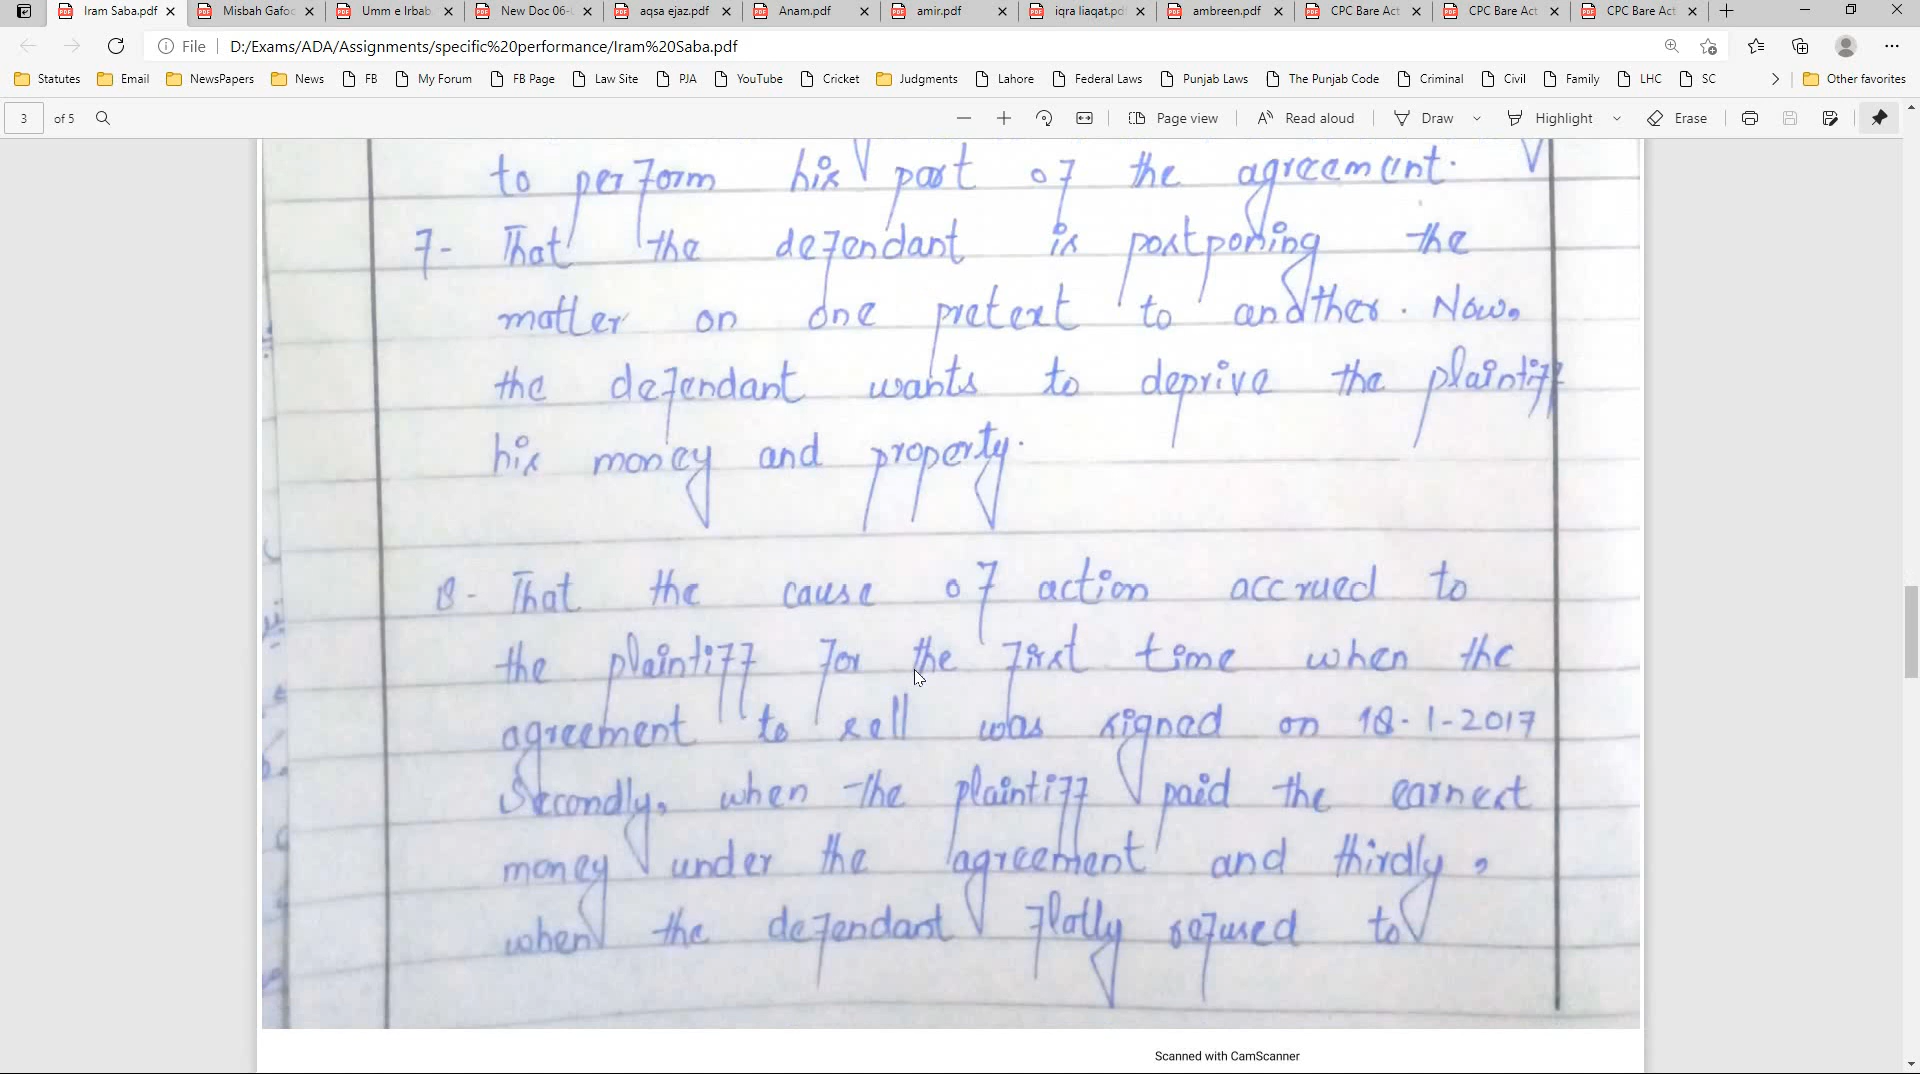 Iram Saba.pdf
Misbah Gafoo
Umm e Irbab.
New Doc 06-
aqsa ejaz.pdf
Anam.pdf
amir.pdf
iqra liaqat.pdf
ambreen.pdf
CPC Bare Act
CPC Bare Act
CPC Bare Act
File
D:/Exams/ADA/Assignments/specific%20performance/Iram%20Saba.pdf
Statutes
Email
NewsPapers
News
FB
My Forum
FB Page
Law Site
PJA
YouTube
Cricket
Judgments
Lahore
Federal Laws
Punjab Laws
The Punjab Code
Criminal
Civil
Family
LHC
SC
Other favorites
3 of 5
Page view
Read aloud
Draw
Highlight
Erase
to perform his part of the agreement.
7- That the defendant is postponing the
matter on one pretext to another. Now,
the defendant wants to deprive the plaintiff
his money and property.
8- That the cause of action accrued to
the plaintiff for the first time when the
agreement to sell was signed on 18-1-2017
Secondly, when the plaintiff paid the earnest
money under the agreement and thirdly,
when the defendant flatly refused to
Scanned with CamScanner